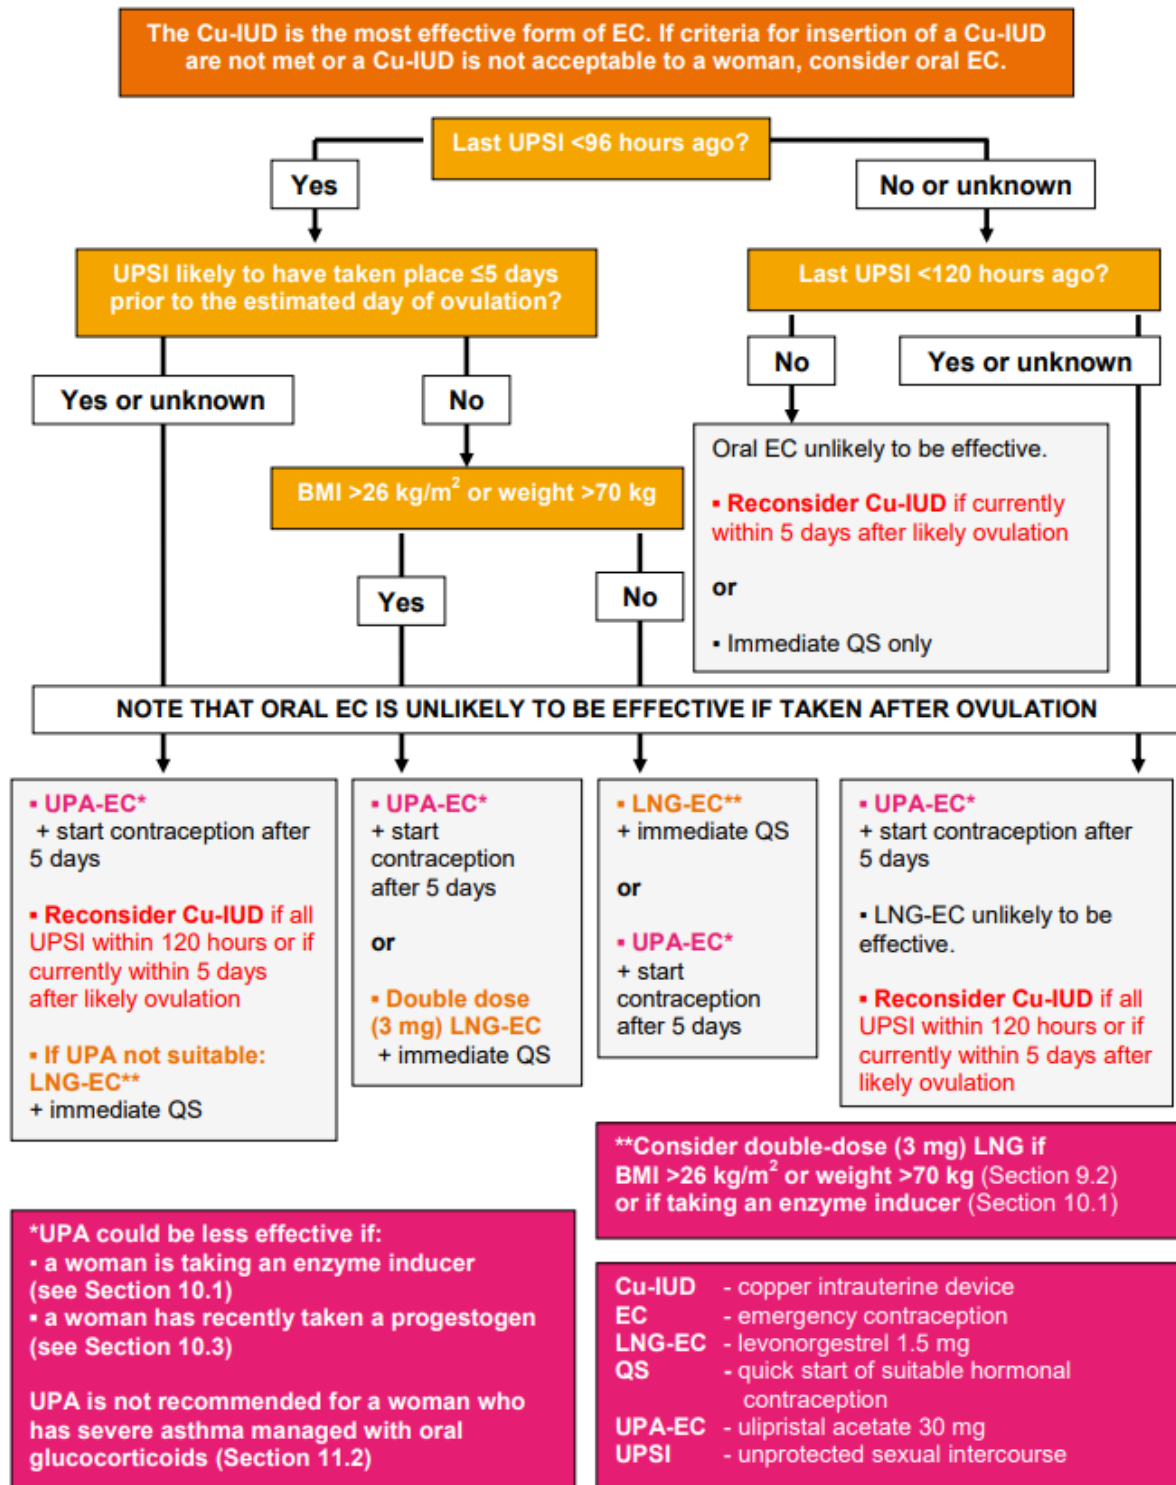 The Cu-IUD is the most effective form of EC. If criteria for insertion of a Cu-IUD
are not met or a Cu-IUD is not acceptable to a woman, consider oral EC.
Last UPSI <96 hours ago?
Yes
No or unknown
UPSI likely to have taken place ≤5 days
prior to the estimated day of ovulation?
Last UPSI <120 hours ago?
Yes or unknown
No
No
Yes or unknown
BMI >26 kg/m² or weight >70 kg
Yes
No
Oral EC unlikely to be effective.
▪ Reconsider Cu-IUD if currently
within 5 days after likely ovulation
or
▪ Immediate QS only
NOTE THAT ORAL EC IS UNLIKELY TO BE EFFECTIVE IF TAKEN AFTER OVULATION
▪ UPA-EC*
+ start contraception after
5 days
▪ Reconsider Cu-IUD if all
UPSI within 120 hours or if
currently within 5 days
after likely ovulation
▪ If UPA not suitable:
LNG-EC**
+ immediate QS
▪ UPA-EC*
+ start
contraception
after 5 days
or
▪ Double dose
(3 mg) LNG-EC
+ immediate QS
▪ LNG-EC**
+ immediate QS
or
▪ UPA-EC*
+ start
contraception
after 5 days
▪ UPA-EC*
+ start contraception after
5 days
▪ LNG-EC unlikely to be
effective.
▪ Reconsider Cu-IUD if all
UPSI within 120 hours or if
currently within 5 days after
likely ovulation
**Consider double-dose (3 mg) LNG if
BMI >26 kg/m² or weight >70 kg (Section 9.2)
or if taking an enzyme inducer (Section 10.1)
*UPA could be less effective if:
▪ a woman is taking an enzyme inducer
(see Section 10.1)
▪ a woman has recently taken a progestogen
(see Section 10.3)
UPA is not recommended for a woman who
has severe asthma managed with oral
glucocorticoids (Section 11.2)
Cu-IUD - copper intrauterine device
EC - emergency contraception
LNG-EC - levonorgestrel 1.5 mg
QS - quick start of suitable hormonal
contraception
UPA-EC - ulipristal acetate 30 mg
UPSI - unprotected sexual intercourse